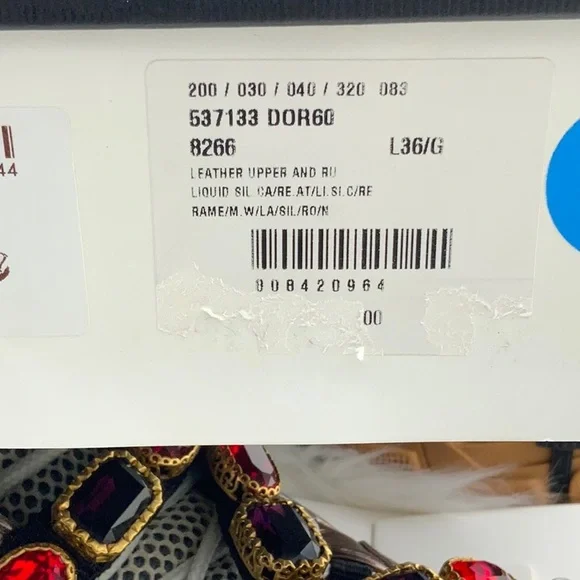 44
200 / 030 / 040 / 320 083
537133 DOR60
8266 L36/G
LEATHER UPPER AND RU
LIQUID SIL CA/RE.AT/LI.SI.C/RE
RAME/M.W/LA/SIL/RO/N
908420964
00